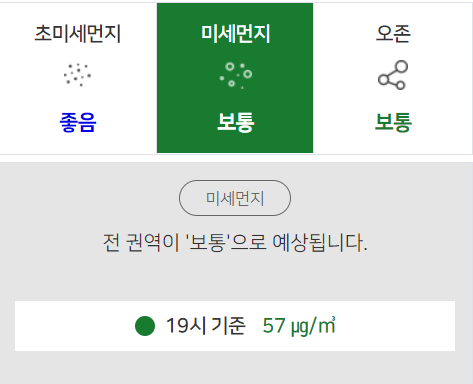 초미세먼지 미세먼지 오존
좋음 보통 보통
미세먼지
전 권역이 '보통'으로 예상됩니다.
19시 기준 57 ㎍/㎥